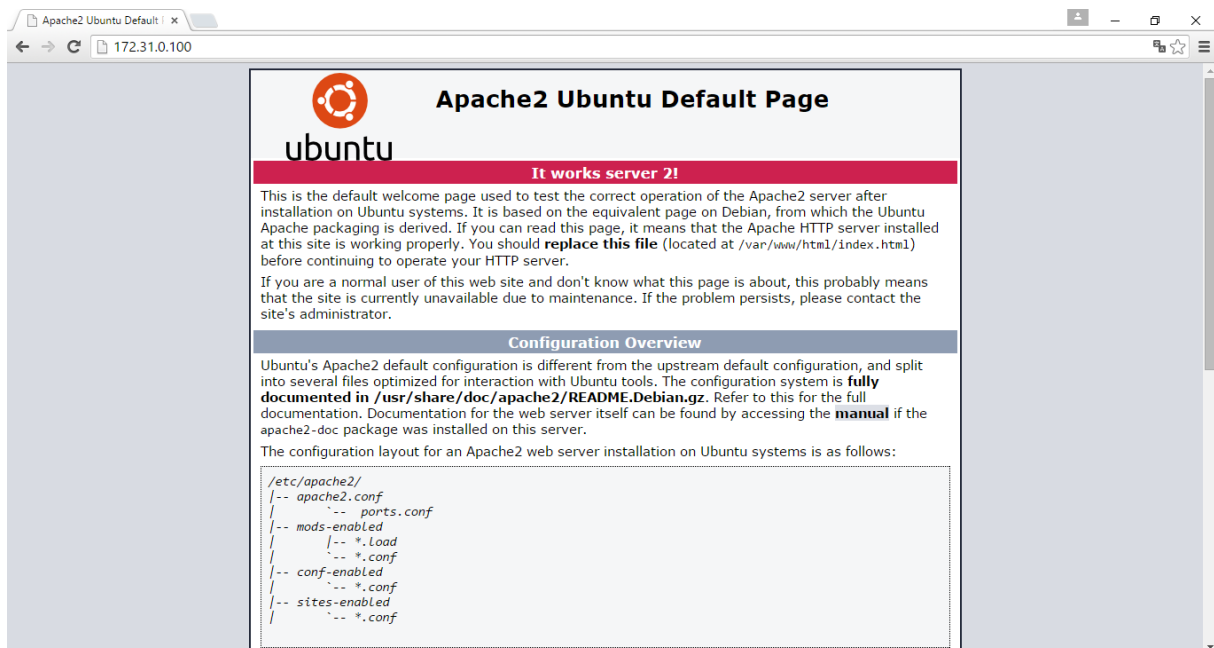 Apache2 Ubuntu Default
172.31.0.100
ubuntu
Apache2 Ubuntu Default Page
It works server 2!
This is the default welcome page used to test the correct operation of the Apache2 server after
installation on Ubuntu systems. It is based on the equivalent page on Debian, from which the Ubuntu
Apache packaging is derived. If you can read this page, it means that the Apache HTTP server installed
at this site is working properly. You should replace this file (located at /var/www/html/index.html)
before continuing to operate your HTTP server.
If you are a normal user of this web site and don't know what this page is about, this probably means
that the site is currently unavailable due to maintenance. If the problem persists, please contact the
site's administrator.
Configuration Overview
Ubuntu's Apache2 default configuration is different from the upstream default configuration, and split
into several files optimized for interaction with Ubuntu tools. The configuration system is fully
documented in /usr/share/doc/apache2/README.Debian.gz. Refer to this for the full
documentation. Documentation for the web server itself can be found by accessing the manual if the
apache2-doc package was installed on this server.
The configuration layout for an Apache2 web server installation on Ubuntu systems is as follows:
/etc/apache2/
|-- apache2.conf
|       `--  ports.conf
|-- mods-enabled
|       |-- *.load
|       `-- *.conf
|-- conf-enabled
|       `-- *.conf
|-- sites-enabled
|       `-- *.conf